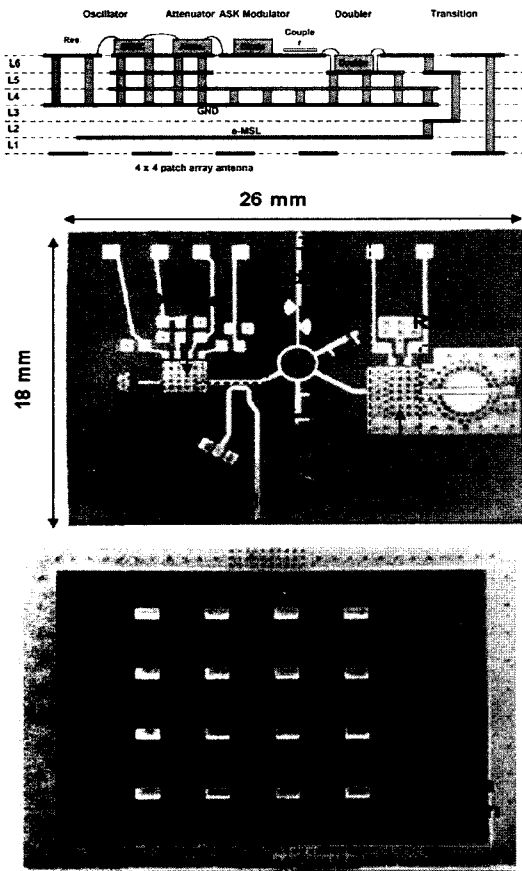 Oscillator Attenuator ASK Modulator Doubler Transition
Res. Couple
r
L6
L5
L4
L3
GND
L2
e-MSL
L1
4 x 4 patch array antenna
26 mm
18 mm